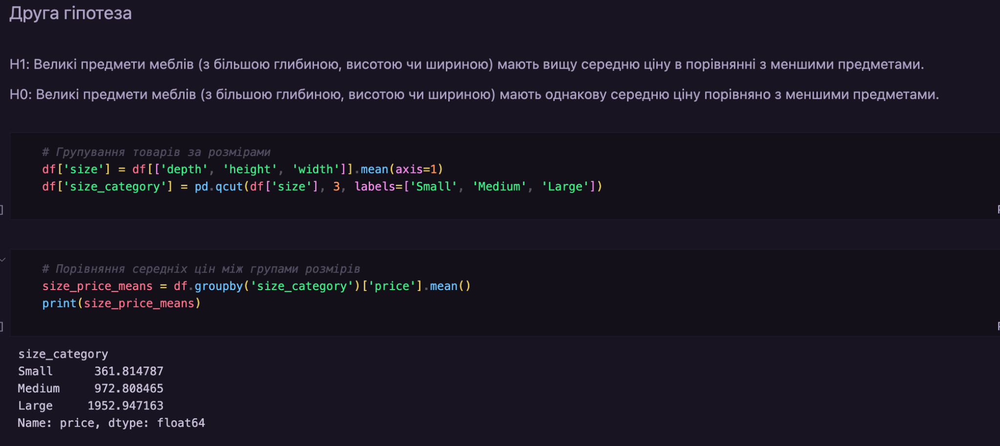 Друга гіпотеза
H1: Великі предмети меблів (з більшою глибиною, висотою чи шириною) мають вищу середню ціну в порівнянні з меншими предметами.
H0: Великі предмети меблів (з більшою глибиною, висотою чи шириною) мають однакову середню ціну порівняно з меншими предметами.
# Групування товарів за розмірами
df['size'] = df[['depth', 'height', 'width']].mean(axis=1)
df['size_category'] = pd.qcut(df['size'], 3, labels=['Small', 'Medium', 'Large'])
]
# Порівняння середніх цін між групами розмірів
size_price_means = df.groupby('size_category')['price'].mean()
print(size_price_means)
]
size_category
Small      361.814787
Medium     972.808465
Large     1952.947163
Name: price, dtype: float64